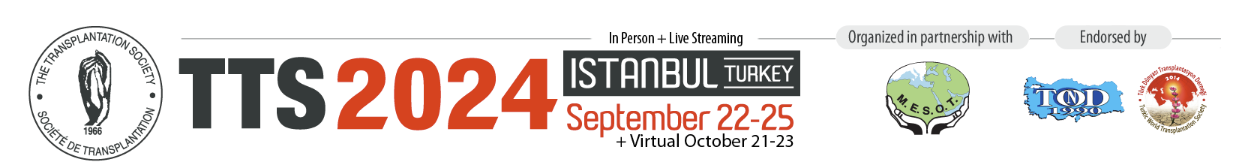 THE TRANSPLANTATION SOCIETY
1966
SOCIÉTÉ DE TRANSPLANTATION
TTS 2024
In Person + Live Streaming
ISTANBUL TURKEY
September 22-25
+ Virtual October 21-23
Organized in partnership with
M.E.S.O.T.
Endorsed by
TOND
1990
Türk Dünyası Transplantasyon Derneği
2014
Turkic World Transplantation Society